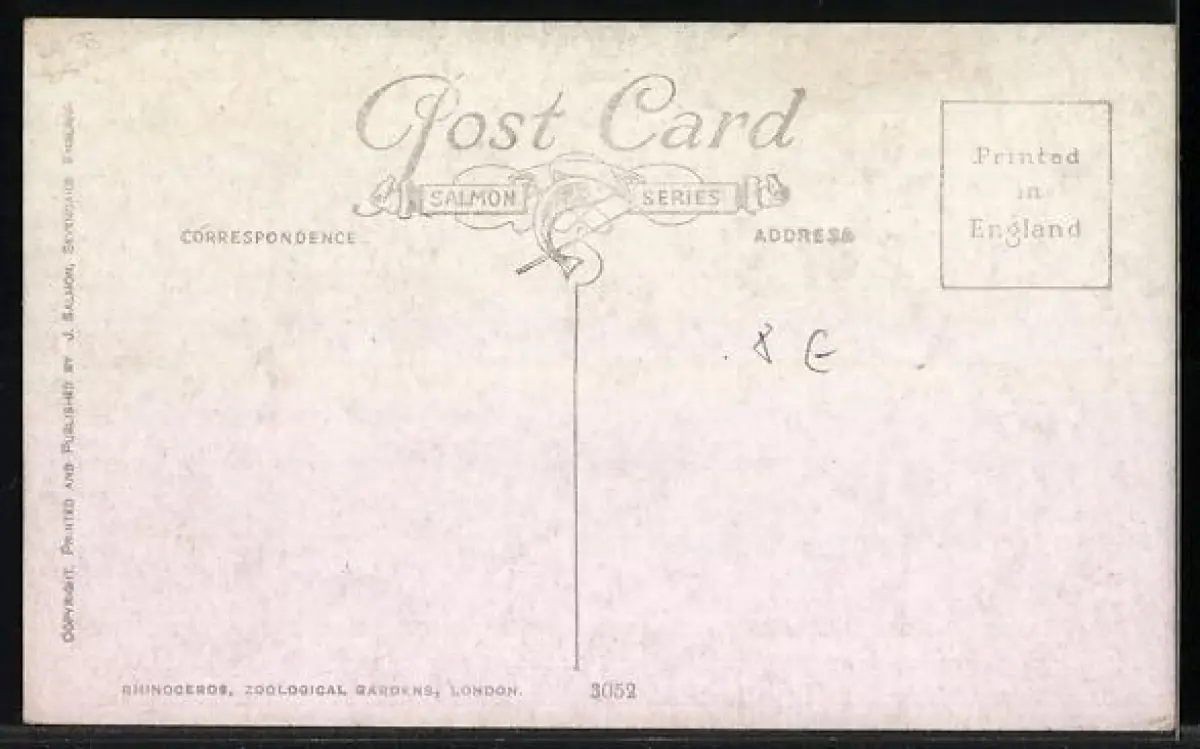 Post Card
SALMON SERIES
CORRESPONDENCE
ADDRESS
Printed
in
England
8 €
COPYRIGHT. PRINTED AND PUBLISHED BY J. SALMON, SEVENOAKS ENGLAND
RHINOCEROS, ZOOLOGICAL GARDENS, LONDON.
3052